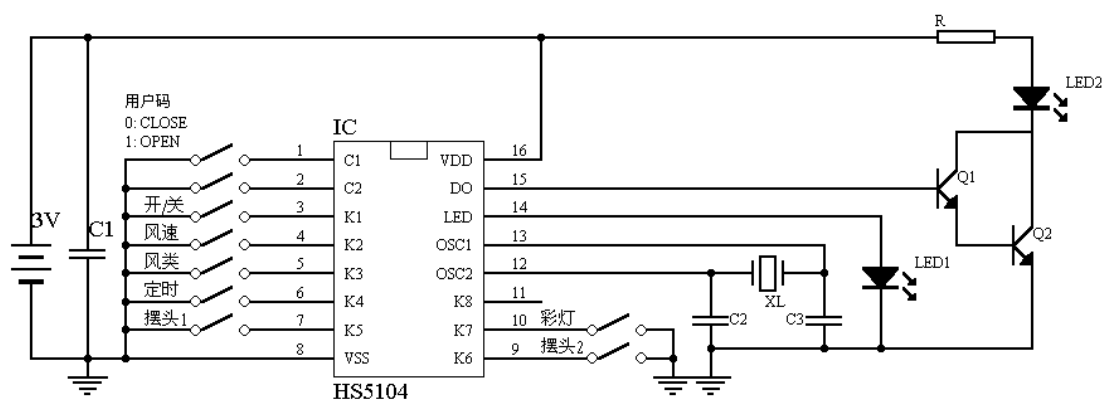 R
LED2
用户码
0: CLOSE
1: OPEN
IC
1 C1 VDD 16
2 C2 DO 15
Q1
开/关 3 K1 LED 14
3V C1 风速 4 K2 OSC1 13
Q2
风类 5 K3 OSC2 12
LED1
定时 6 K4 K8 11
XL
摆头1 7 K5 K7 10 彩灯
C2 C3
8 VSS K6 9 摆头2
HS5104